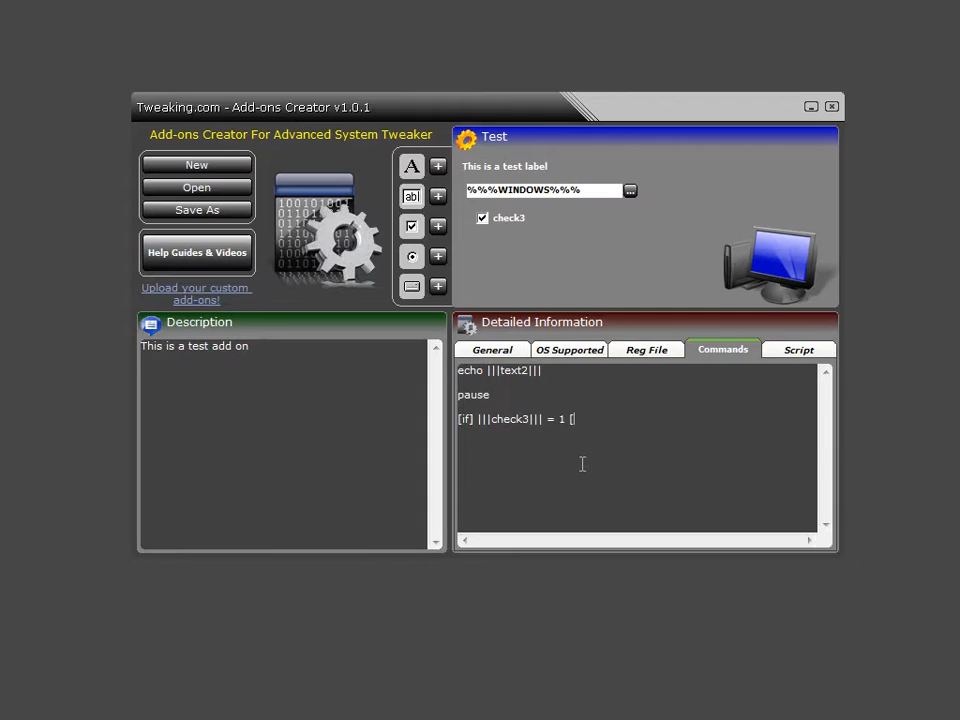 Tweaking.com - Add-ons Creator v1.0.1
Add-ons Creator For Advanced System Tweaker
New
Open
Save As
Help Guides & Videos
Upload your custom
add-ons!
A
ab
Test
This is a test label
%%%WINDOWS%%%
...
check3
Description
This is a test add on
Detailed Information
General
OS Supported
Reg File
Commands
Script
echo |||text2|||
pause
[if] |||check3||| = 1 [